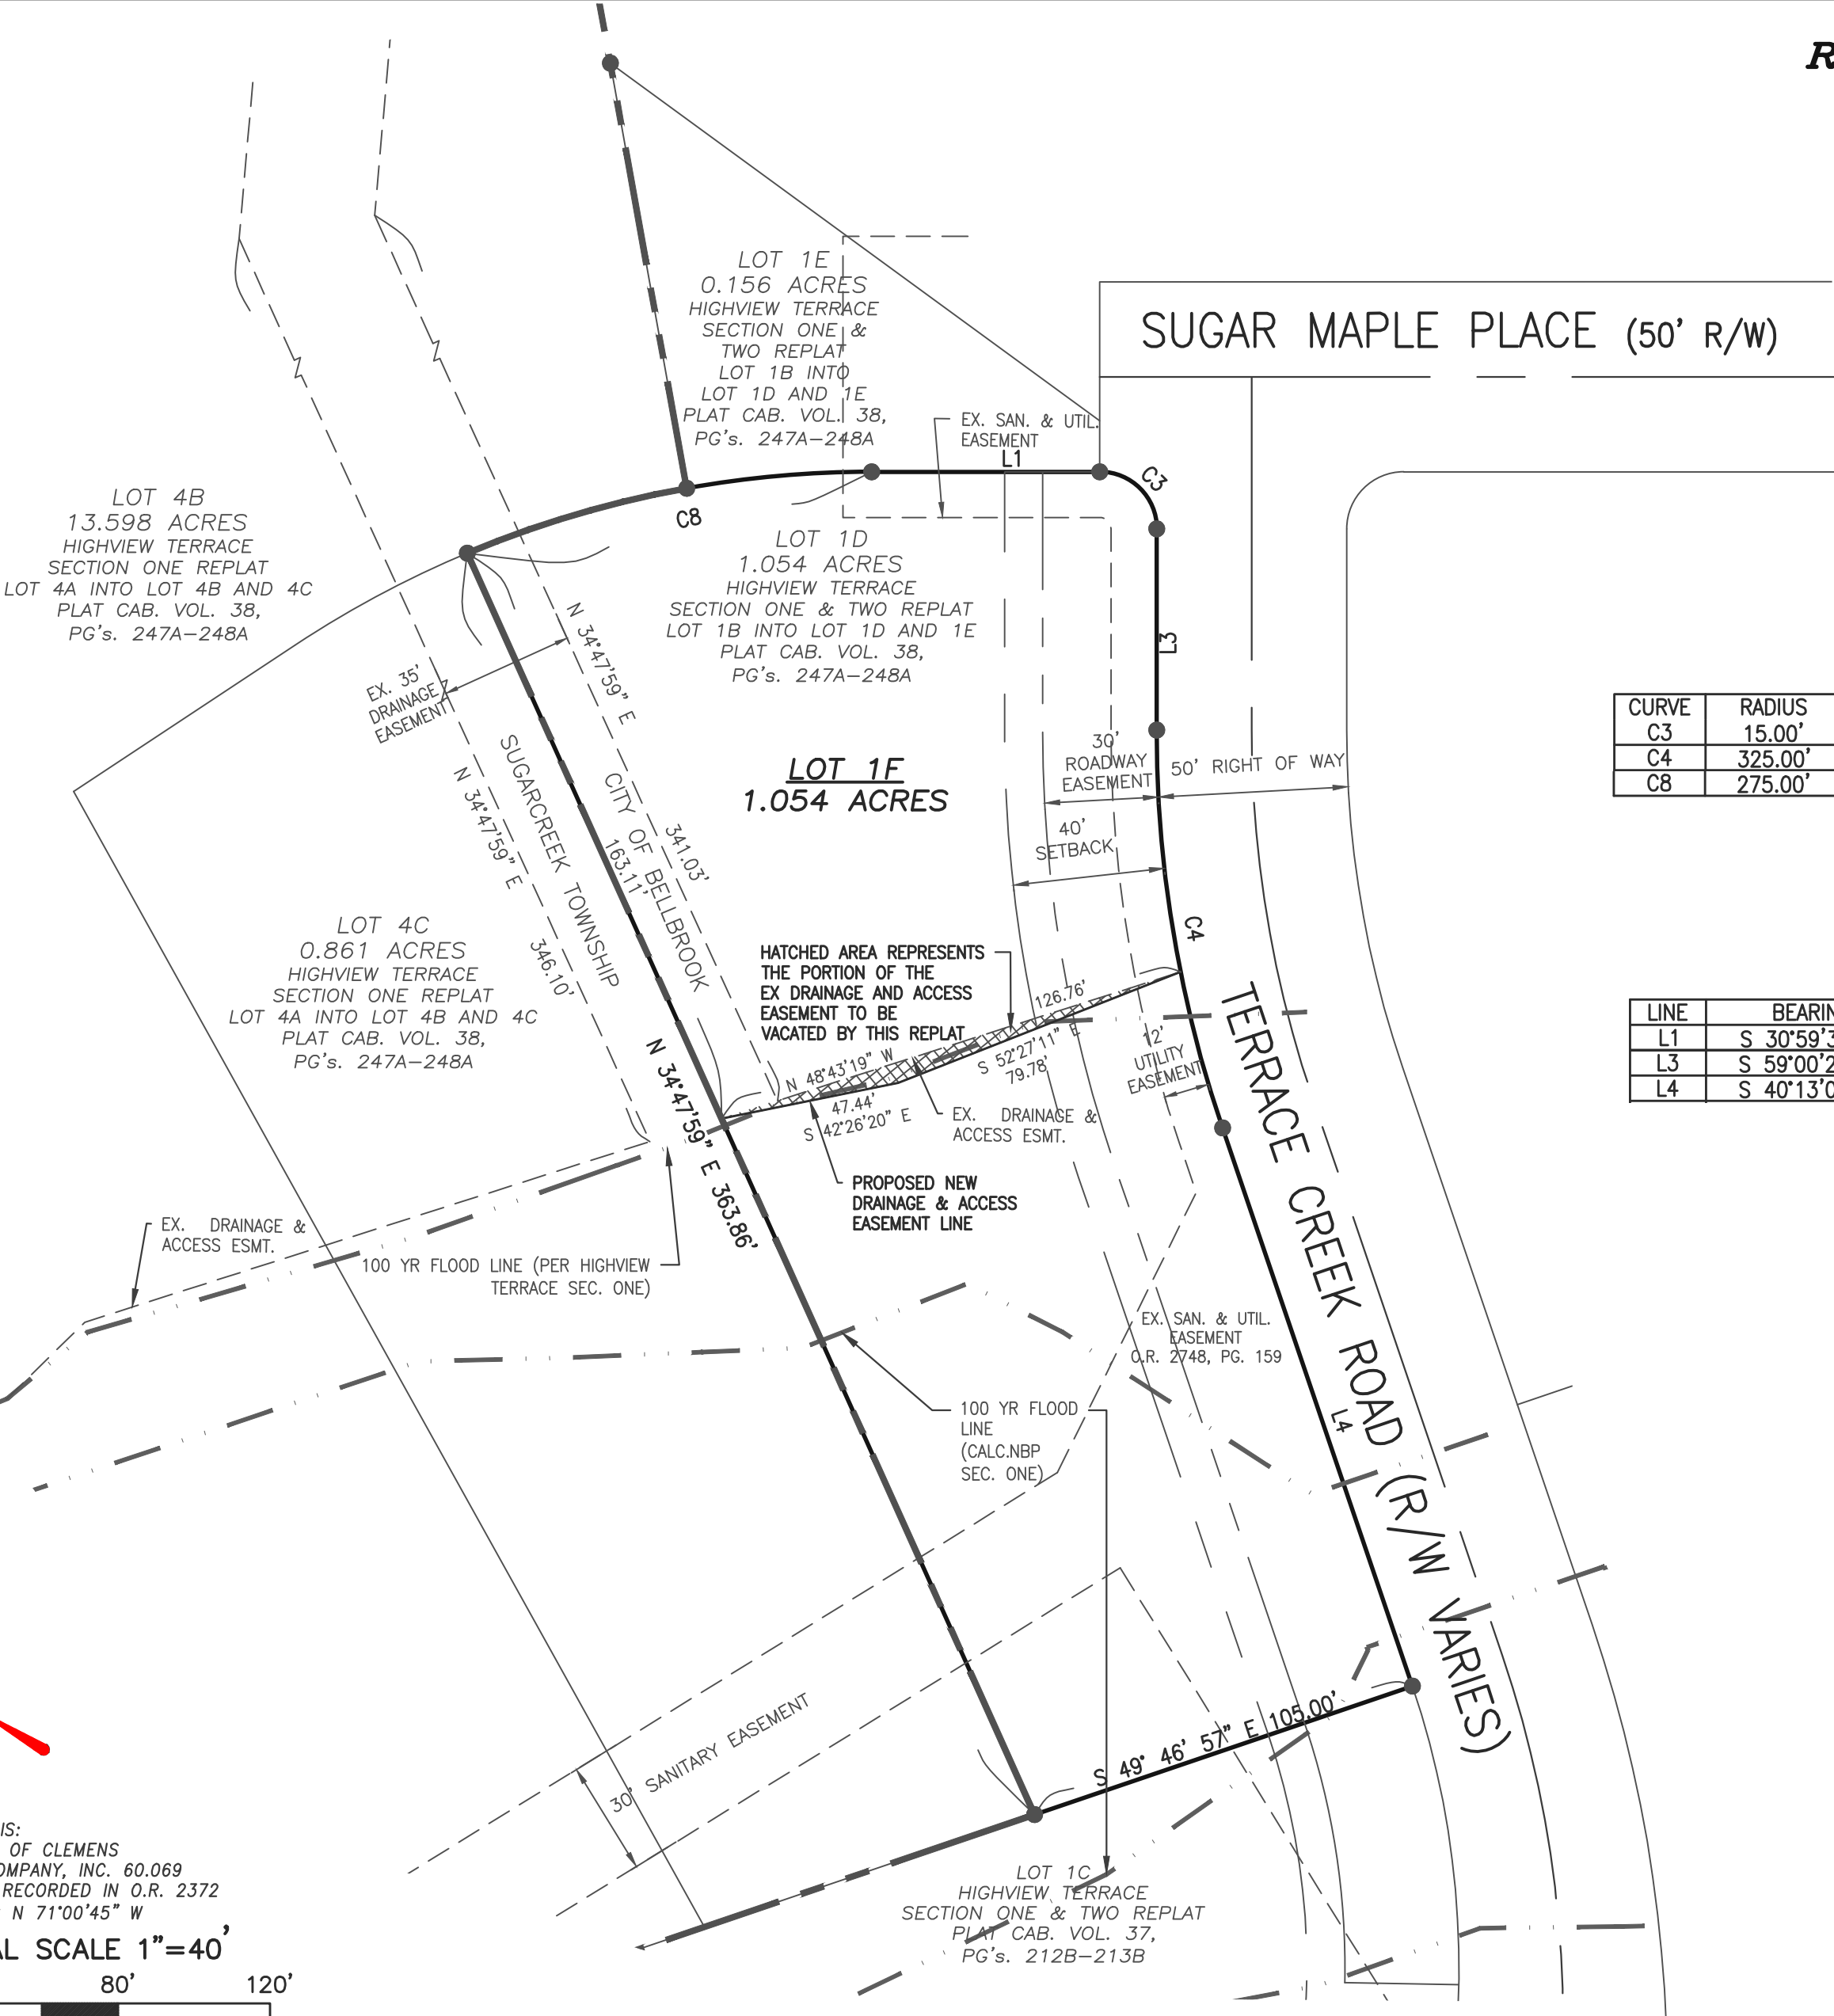 R
LOT 1E
0.156 ACRES
HIGHVIEW TERRACE
SECTION ONE &
TWO REPLAT
LOT 1B INTO
LOT 1D AND 1E
PLAT CAB. VOL. 38,
PG's. 247A-248A
SUGAR MAPLE PLACE (50' R/W)
EX. SAN. & UTIL.
EASEMENT
L1
C3
C8
LOT 4B
13.598 ACRES
HIGHVIEW TERRACE
SECTION ONE REPLAT
LOT 4A INTO LOT 4B AND 4C
PLAT CAB. VOL. 38,
PG's. 247A-248A
LOT 1D
1.054 ACRES
HIGHVIEW TERRACE
SECTION ONE & TWO REPLAT
LOT 1B INTO LOT 1D AND 1E
PLAT CAB. VOL. 38,
PG's. 247A-248A
L3
EX. 35'
DRAINAGE
EASEMENT
N 34°47'59" E
341.03'
N 34°47'59" E
346.10'
SUGARCREEK TOWNSHIP
CITY OF BELLBROOK
163.11'
LOT 1F
1.054 ACRES
30'
ROADWAY
EASEMENT
50' RIGHT OF WAY
40'
SETBACK
CURVE RADIUS
C3 15.00'
C4 325.00'
C8 275.00'
C4
LOT 4C
0.861 ACRES
HIGHVIEW TERRACE
SECTION ONE REPLAT
LOT 4A INTO LOT 4B AND 4C
PLAT CAB. VOL. 38,
PG's. 247A-248A
HATCHED AREA REPRESENTS
THE PORTION OF THE
EX DRAINAGE AND ACCESS
EASEMENT TO BE
VACATED BY THIS REPLAT
126.76'
N 48°43'19" W
S 52°27'11" E
79.78'
47.44'
S 42°26'20" E
12'
UTILITY
EASEMENT
LINE BEARIN
L1 S 30°59'3
L3 S 59°00'2
L4 S 40°13'0
EX. DRAINAGE &
ACCESS ESMT.
N 34°47'59" E 363.86'
PROPOSED NEW
DRAINAGE & ACCESS
EASEMENT LINE
TERRACE CREEK ROAD (R/W VARIES)
EX. DRAINAGE &
ACCESS ESMT.
100 YR FLOOD LINE (PER HIGHVIEW
TERRACE SEC. ONE)
EX. SAN. & UTIL.
EASEMENT
O.R. 2748, PG. 159
100 YR FLOOD
LINE
(CALC.NBP
SEC. ONE)
L4
30' SANITARY EASEMENT
S 49° 46' 57" E 105.00'
LOT 1C
HIGHVIEW TERRACE
SECTION ONE & TWO REPLAT
PLAT CAB. VOL. 37,
PG's. 212B-213B
IS:
OF CLEMENS
OMPANY, INC. 60.069
RECORDED IN O.R. 2372
N 71°00'45" W
AL SCALE 1"=40'
80' 120'